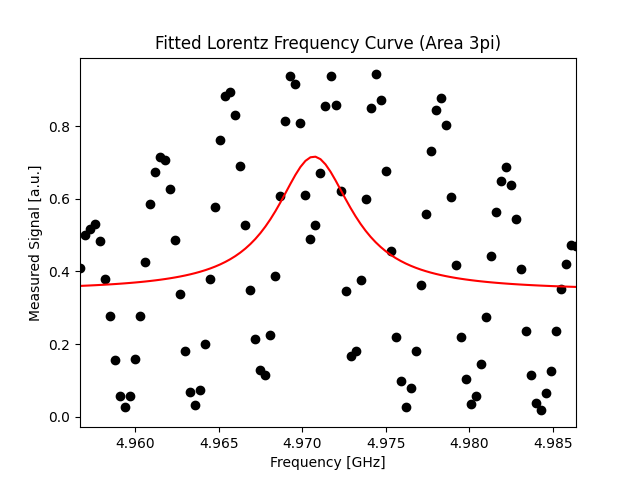 Fitted Lorentz Frequency Curve (Area 3pi)
Measured Signal [a.u.]
0.8
0.6
0.4
0.2
0.0
4.960 4.965 4.970 4.975 4.980 4.985
Frequency [GHz]